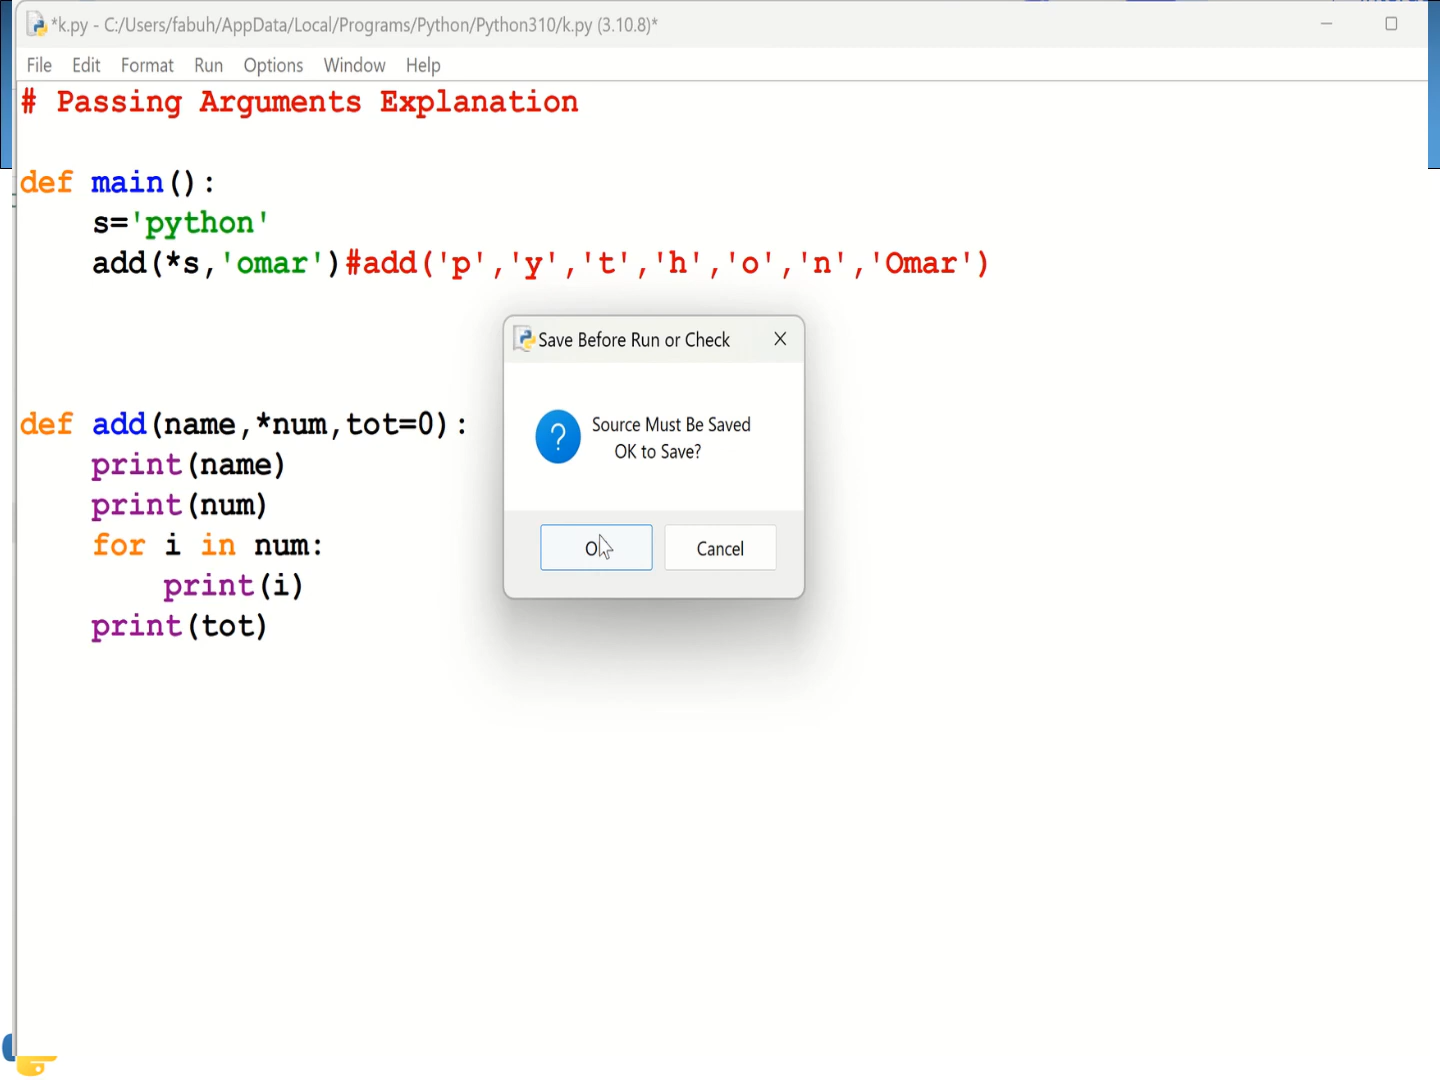 *k.py - C:/Users/fabuh/AppData/Local/Programs/Python/Python310/k.py (3.10.8)*
File Edit Format Run Options Window Help
# Passing Arguments Explanation
def main():
    s='python'
    add(*s,'omar')#add('p','y','t','h','o','n','Omar')
Save Before Run or Check
def add(name,*num,tot=0):
    print(name)
    print(num)
    for i in num:
        print(i)
    print(tot)
Source Must Be Saved
OK to Save?
Cancel